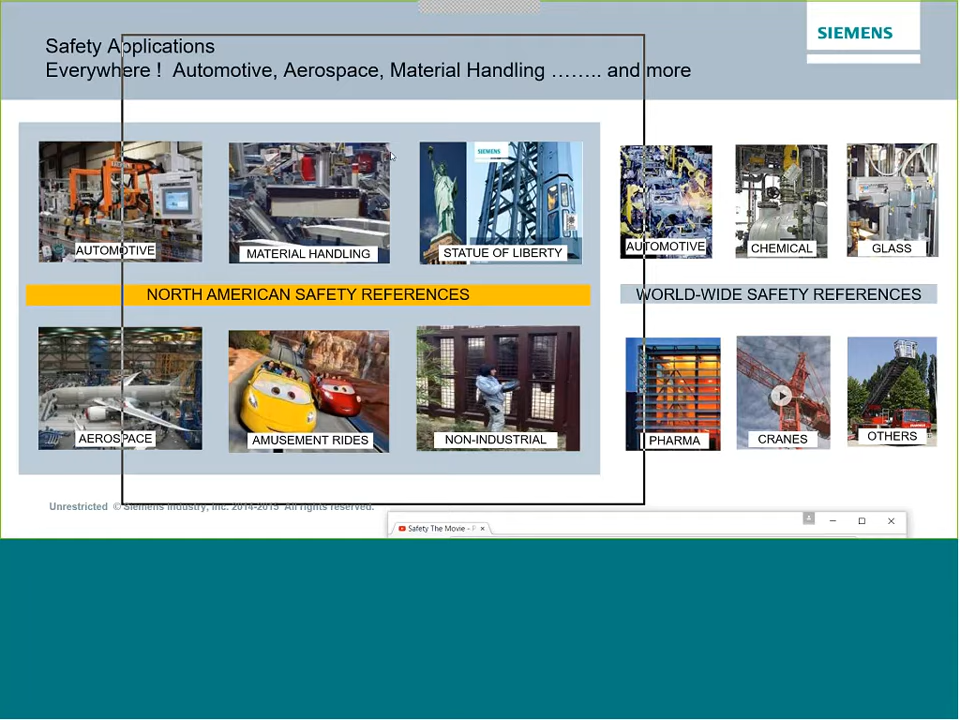 SIEMENS
Safety Applications
Everywhere ! Automotive, Aerospace, Material Handling …….. and more
SIEMENS
AUTOMOTIVE
MATERIAL HANDLING
STATUE OF LIBERTY
AUTOMOTIVE
CHEMICAL
GLASS
NORTH AMERICAN SAFETY REFERENCES
WORLD-WIDE SAFETY REFERENCES
AEROSPACE
AMUSEMENT RIDES
NON-INDUSTRIAL
PHARMA
CRANES
OTHERS
Unrestricted © Siemens Industry, Inc. 2014-2015 All rights reserved.
Safety The Movie -